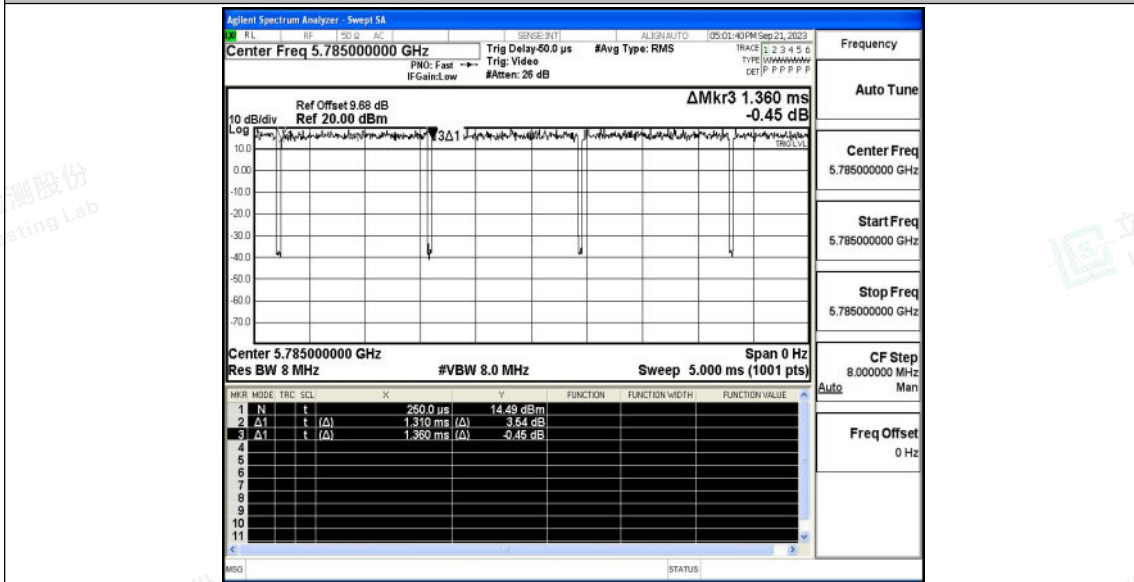 Agilent Spectrum Analyzer - Swept SA
RL RF 50 Ω AC SENSE:INT ALIGNAUTO 05:01:40 PM Sep 21, 2023
Center Freq 5.785000000 GHz
PNO: Fast
IFGain:Low
Trig Delay-50.0 µs
Trig: Video
#Atten: 26 dB
#Avg Type: RMS
TRACE 1 2 3 4 5 6
TYPE WWWWWW
DET P P P P P P
Frequency
Auto Tune
Center Freq
5.785000000 GHz
Start Freq
5.785000000 GHz
Stop Freq
5.785000000 GHz
CF Step
8.000000 MHz
Auto Man
Freq Offset
0 Hz
ΔMkr3 1.360 ms
-0.45 dB
Ref Offset 9.68 dB
10 dB/div Ref 20.00 dBm
Log
3Δ1
TRIG LVL
10.0
0.00
-10.0
-20.0
-30.0
-40.0
-50.0
-60.0
-70.0
Center 5.785000000 GHz Span 0 Hz
Res BW 8 MHz #VBW 8.0 MHz Sweep 5.000 ms (1001 pts)
MKR MODE TRC SCL X Y FUNCTION FUNCTION WIDTH FUNCTION VALUE
1 N t 250.0 µs 14.49 dBm
2 Δ1 t (Δ) 1.310 ms (Δ) 3.54 dB
3 Δ1 t (Δ) 1.360 ms (Δ) -0.45 dB
4
5
6
7
8
9
10
11
MSG STATUS
测股份
sting Lab
立